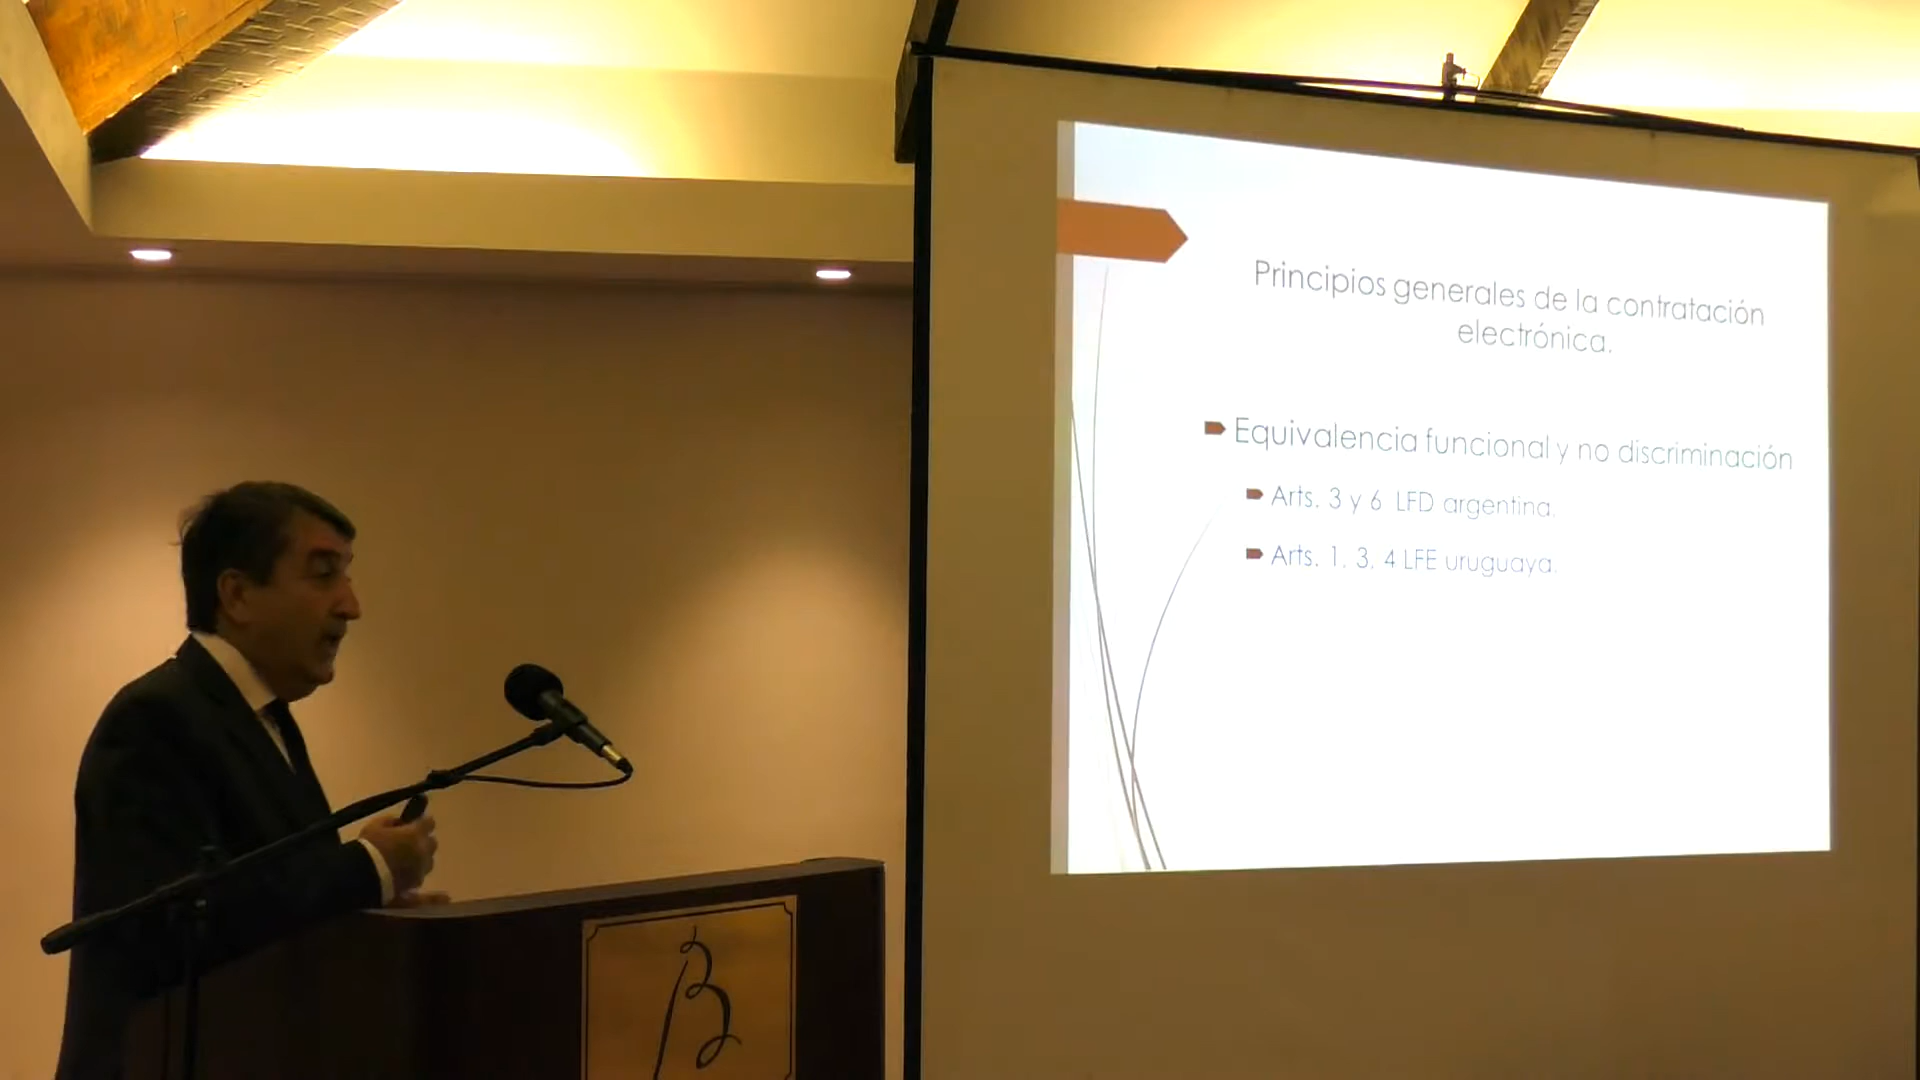 Principios generales de la contratación
electrónica.
Equivalencia funcional y no discriminación
Arts. 3 y 6 LFD argentina.
Arts. 1, 3, 4 LFE uruguaya.
B